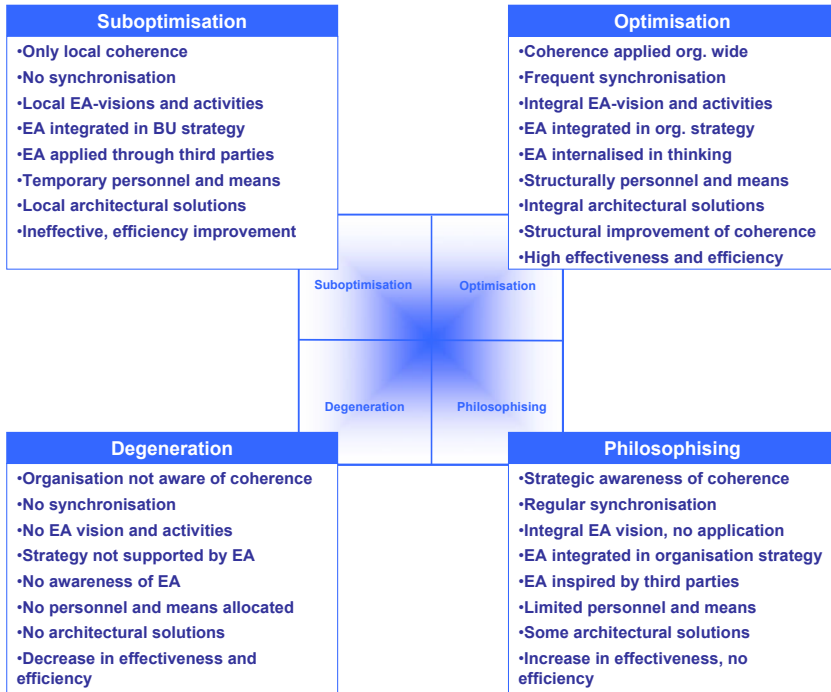 Suboptimisation
•Only local coherence
•No synchronisation
•Local EA-visions and activities
•EA integrated in BU strategy
•EA applied through third parties
•Temporary personnel and means
•Local architectural solutions
•Ineffective, efficiency improvement
Optimisation
•Coherence applied org. wide
•Frequent synchronisation
•Integral EA-vision and activities
•EA integrated in org. strategy
•EA internalised in thinking
•Structurally personnel and means
•Integral architectural solutions
•Structural improvement of coherence
•High effectiveness and efficiency
Suboptimisation
Optimisation
Degeneration
Philosophising
Degeneration
•Organisation not aware of coherence
•No synchronisation
•No EA vision and activities
•Strategy not supported by EA
•No awareness of EA
•No personnel and means allocated
•No architectural solutions
•Decrease in effectiveness and
efficiency
Philosophising
•Strategic awareness of coherence
•Regular synchronisation
•Integral EA vision, no application
•EA integrated in organisation strategy
•EA inspired by third parties
•Limited personnel and means
•Some architectural solutions
•Increase in effectiveness, no
efficiency